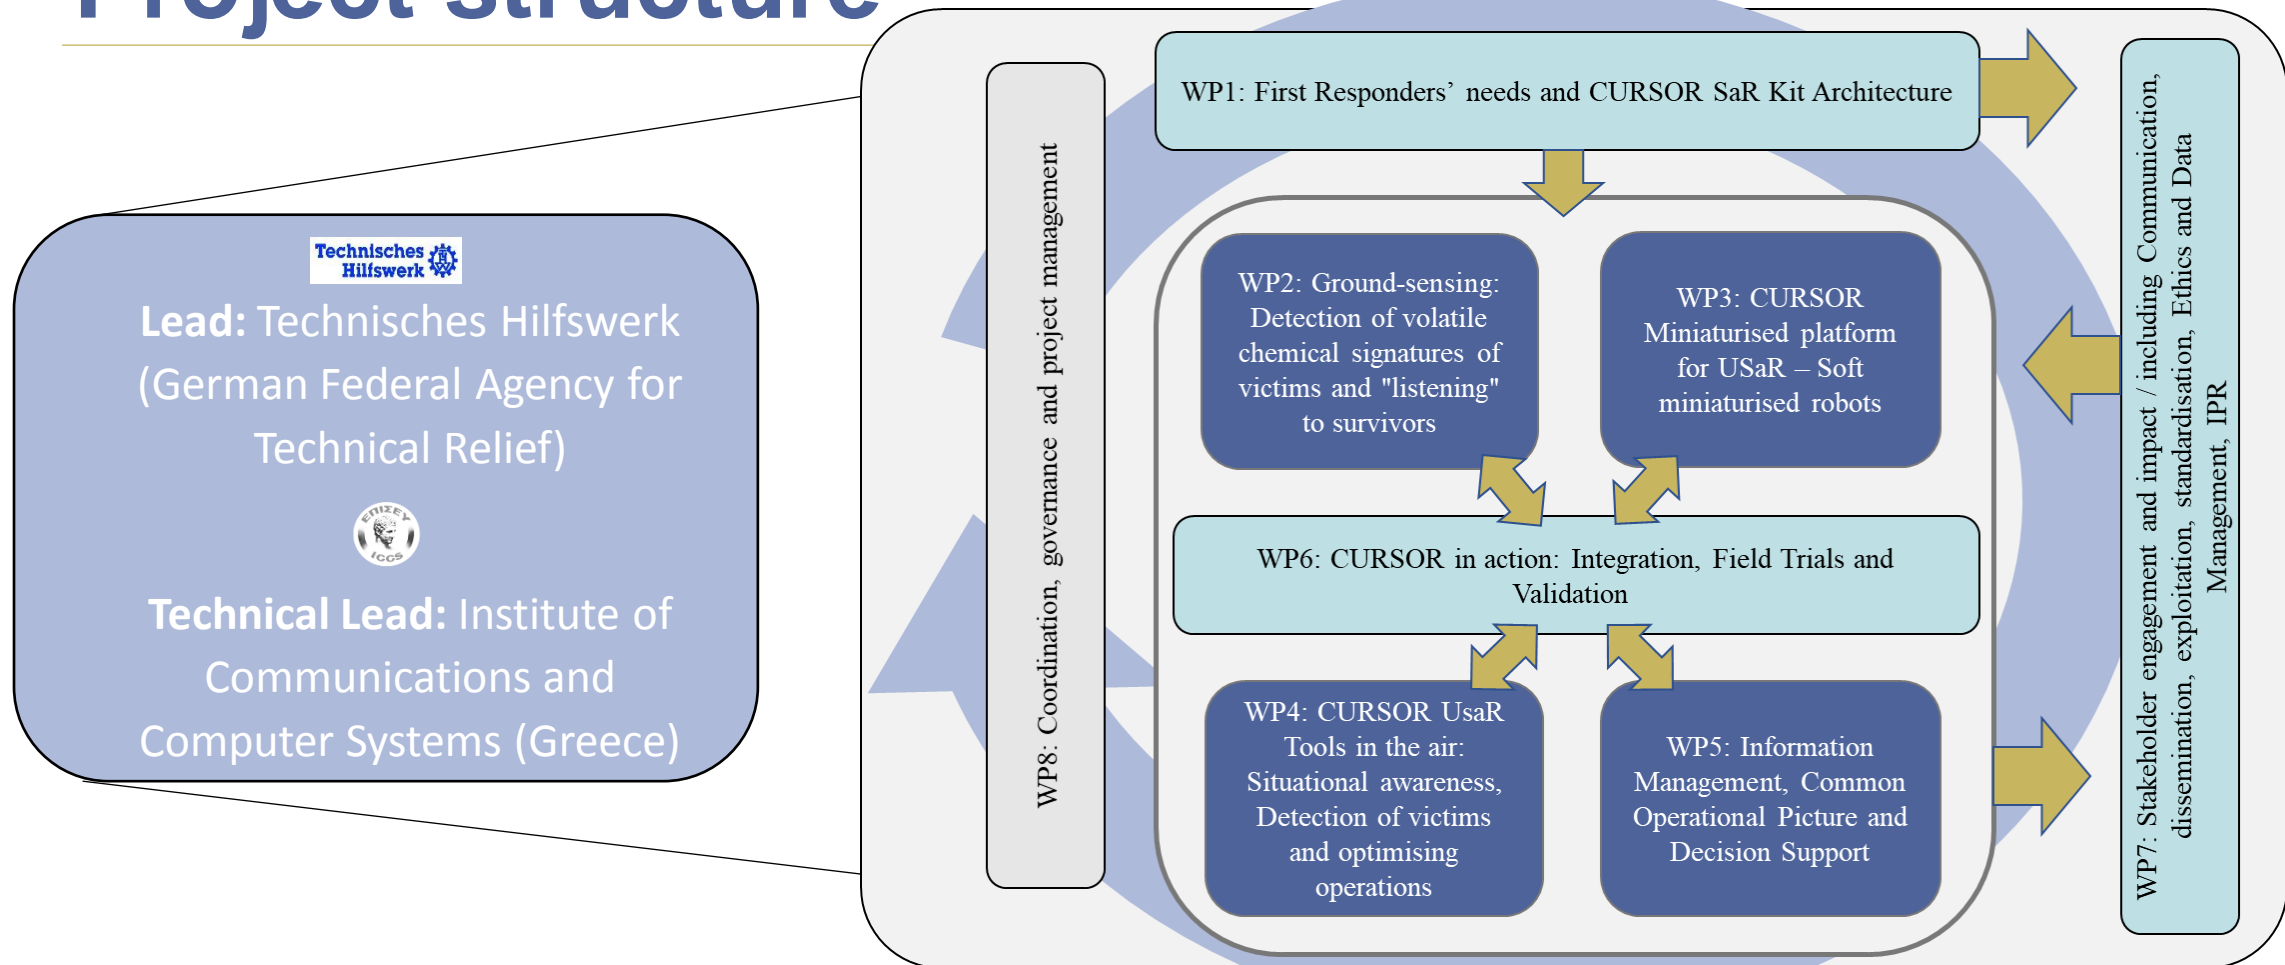 Project structure
Technisches
Hilfswerk
Lead: Technisches Hilfswerk
(German Federal Agency for
Technical Relief)
ΕΠΙΣΕΥ
ICCS
Technical Lead: Institute of
Communications and
Computer Systems (Greece)
WP8: Coordination, governance and project management
WP1: First Responders’ needs and CURSOR SaR Kit Architecture
WP2: Ground-sensing:
Detection of volatile
chemical signatures of
victims and "listening"
to survivors
WP3: CURSOR
Miniaturised platform
for USaR – Soft
miniaturised robots
WP6: CURSOR in action: Integration, Field Trials and
Validation
WP4: CURSOR UsaR
Tools in the air:
Situational awareness,
Detection of victims
and optimising
operations
WP5: Information
Management, Common
Operational Picture and
Decision Support
WP7: Stakeholder engagement and impact / including Communication,
dissemination, exploitation, standardisation, Ethics and Data
Management, IPR